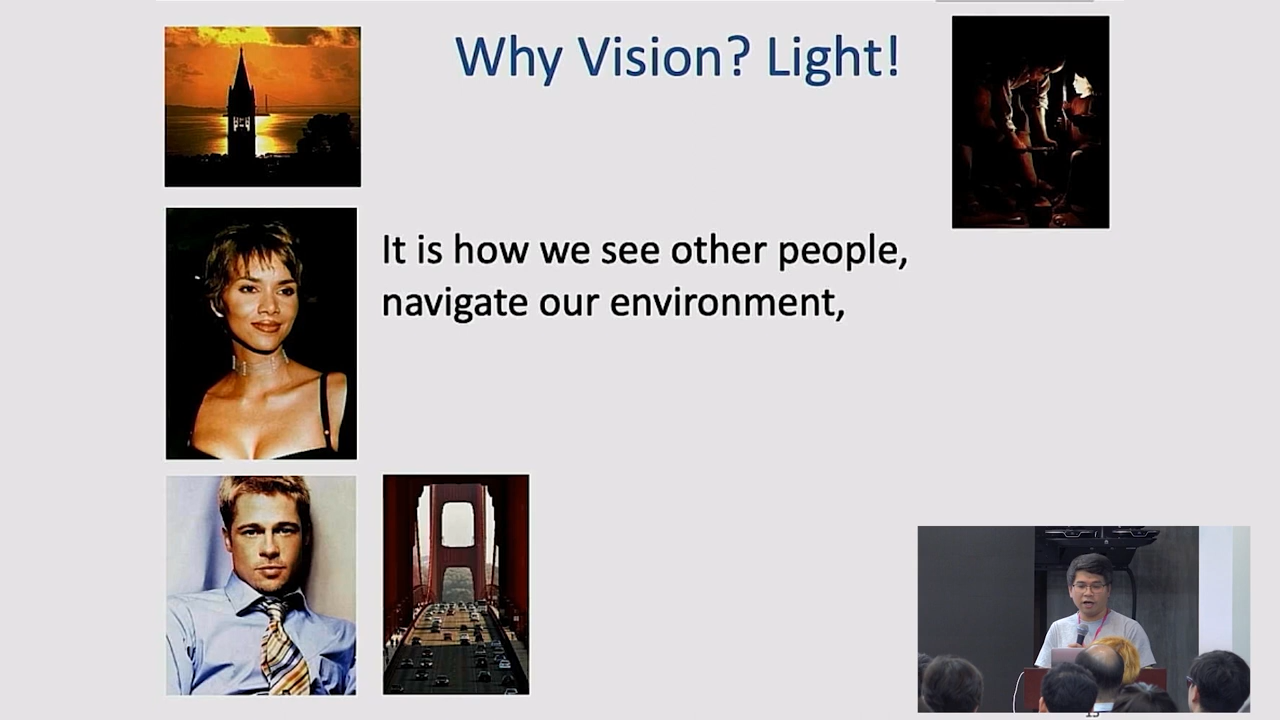 Why Vision? Light!
It is how we see other people,
navigate our environment,